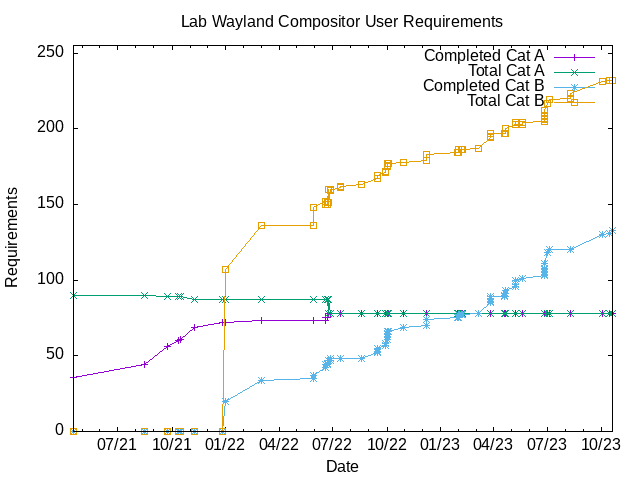 Lab Wayland Compositor User Requirements
Completed Cat A
Total Cat A
Completed Cat B
Total Cat B
250
200
150
100
50
0
Requirements
07/21 10/21 01/22 04/22 07/22 10/22 01/23 04/23 07/23 10/23
Date